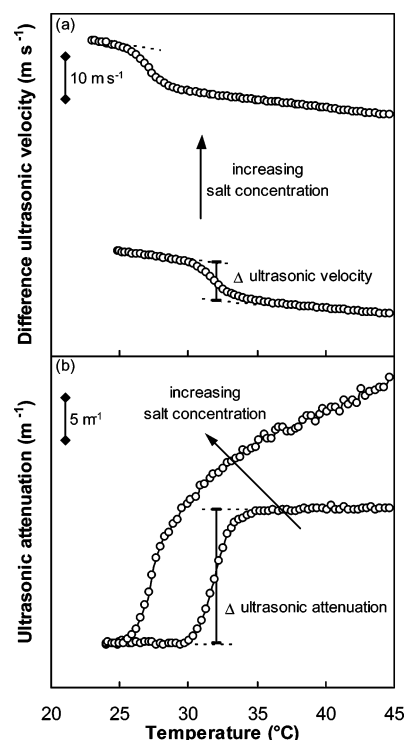 (a)
Difference ultrasonic velocity (m s⁻¹)
10 m s⁻¹
increasing
salt concentration
Δ ultrasonic velocity
(b)
Ultrasonic attenuation (m⁻¹)
5 m⁻¹
increasing
salt concentration
Δ ultrasonic attenuation
20 25 30 35 40 45
Temperature (°C)